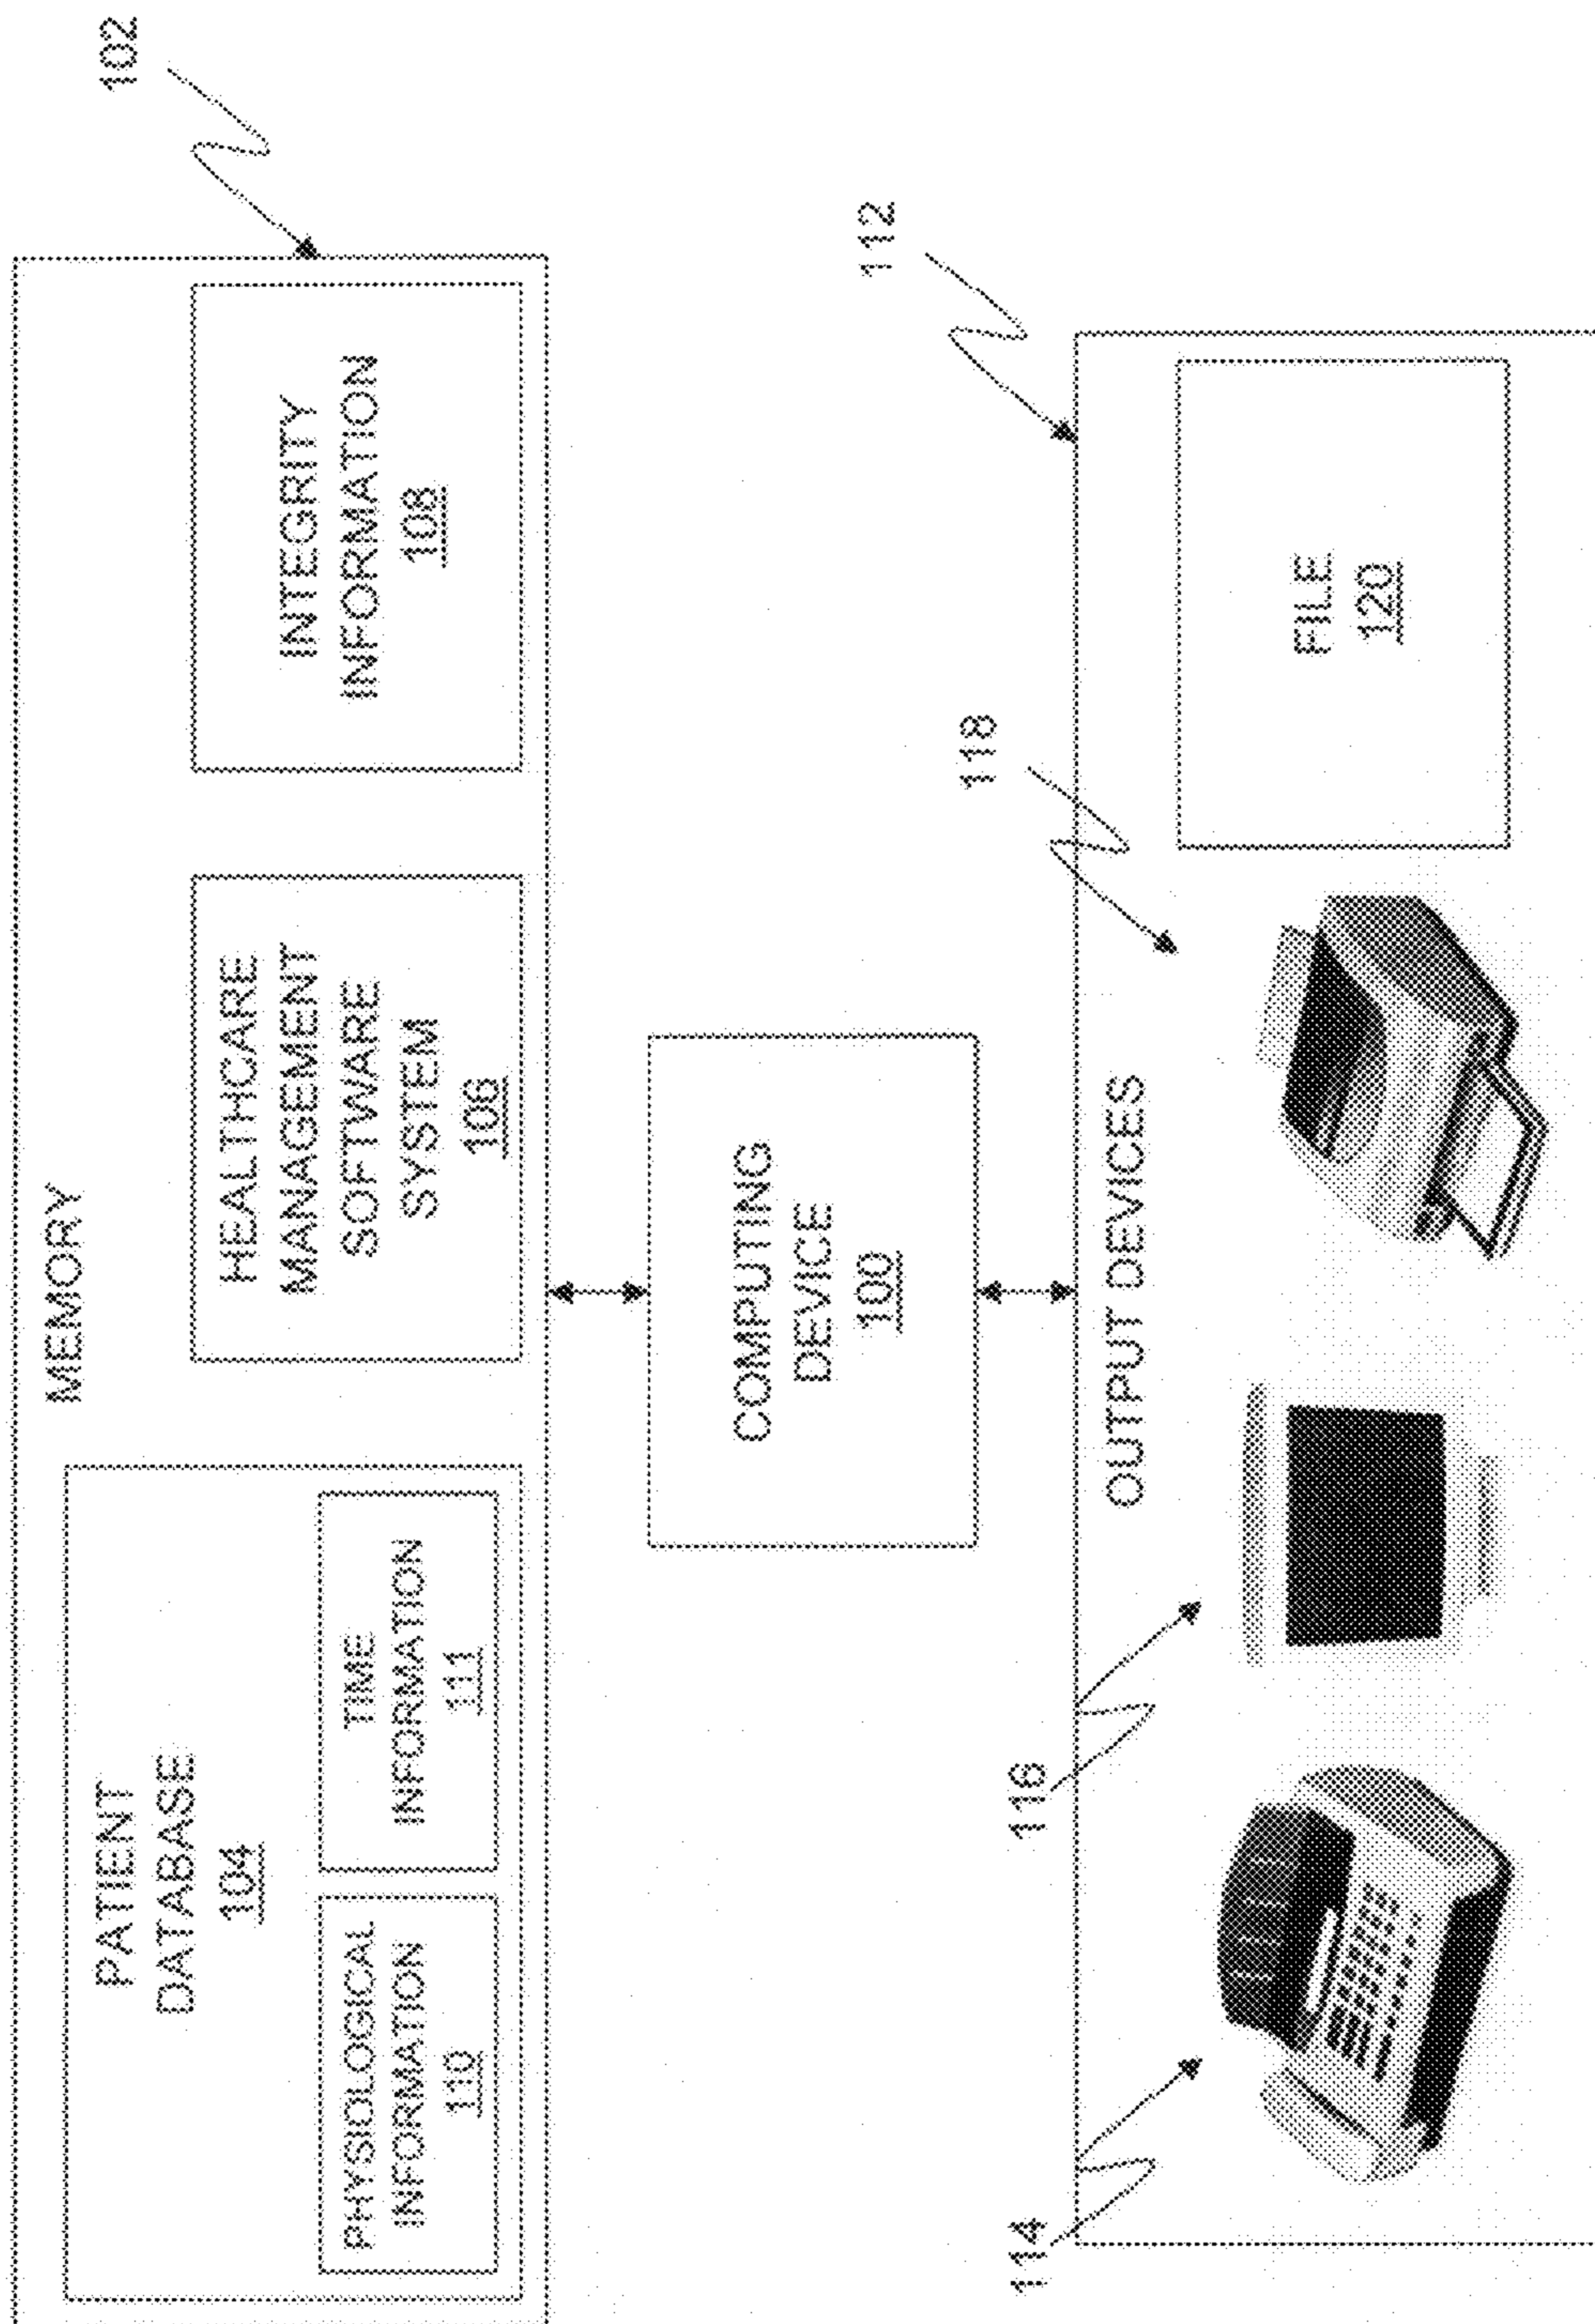 MEMORY
102
PATIENT
DATABASE
104
PHYSIOLOGICAL
INFORMATION
110
TIME
INFORMATION
111
HEALTHCARE
MANAGEMENT
SOFTWARE
SYSTEM
106
INTEGRITY
INFORMATION
108
COMPUTING
DEVICE
100
112
OUTPUT DEVICES
114
116
118
FILE
120